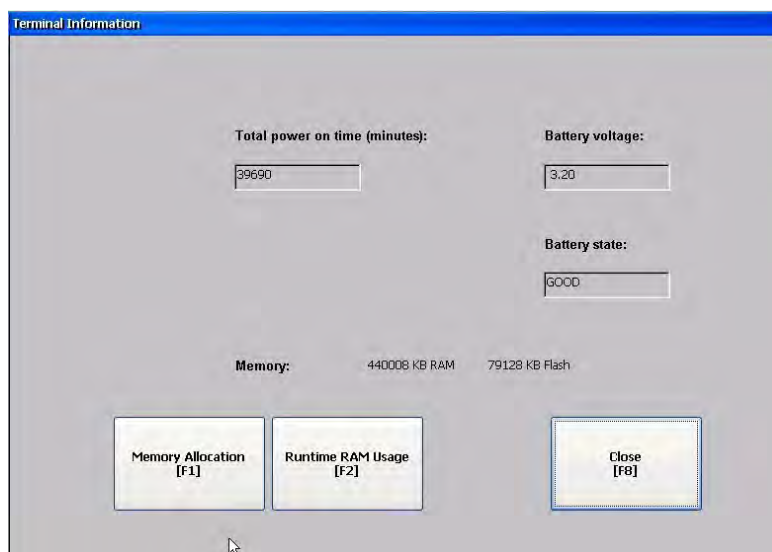 Terminal Information
Total power on time (minutes):
39690
Battery voltage:
3.20
Battery state:
GOOD
Memory:
440008 KB RAM
79128 KB Flash
Memory Allocation
[F1]
Runtime RAM Usage
[F2]
Close
[F8]